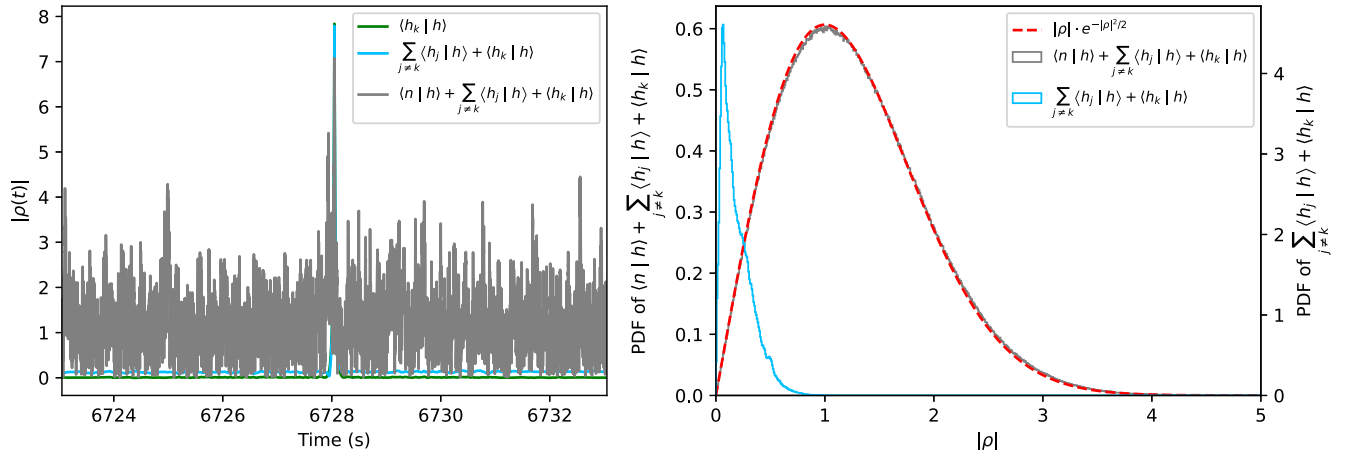 ⟨h_k | h⟩
∑_{j≠k} ⟨h_j | h⟩ + ⟨h_k | h⟩
⟨n | h⟩ + ∑_{j≠k} ⟨h_j | h⟩ + ⟨h_k | h⟩
8
7
6
5
4
3
2
1
0
|ρ(t)|
6724
6726
6728
6730
6732
Time (s)
|ρ| · e^{-|ρ|²/2}
⟨n | h⟩ + ∑_{j≠k} ⟨h_j | h⟩ + ⟨h_k | h⟩
∑_{j≠k} ⟨h_j | h⟩ + ⟨h_k | h⟩
PDF of ⟨n | h⟩ + ∑_{j≠k} ⟨h_j | h⟩ + ⟨h_k | h⟩
0.6
0.5
0.4
0.3
0.2
0.1
0.0
0
1
2
3
4
5
|ρ|
4
3
2
1
0
PDF of ∑_{j≠k} ⟨h_j | h⟩ + ⟨h_k | h⟩